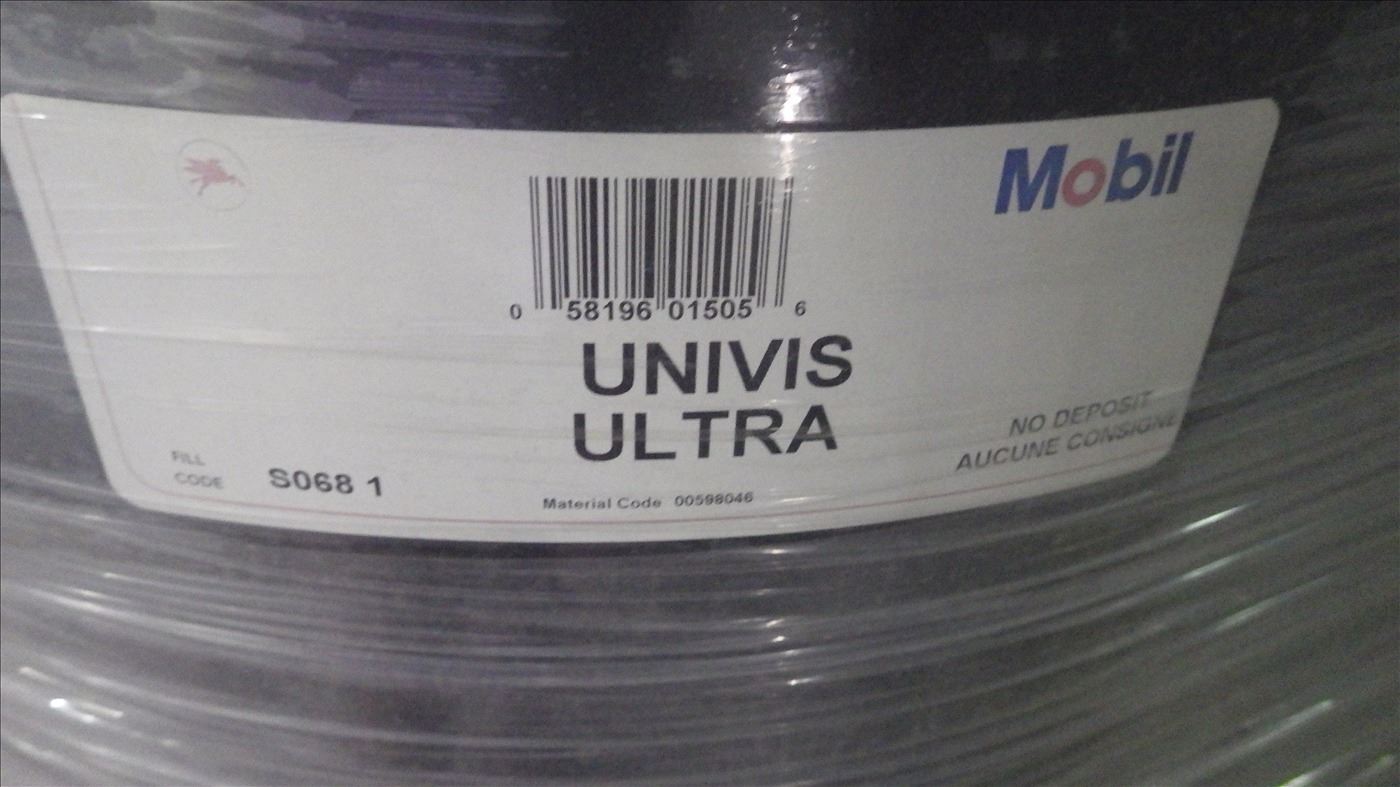 Mobil
0 58196 01505 6
UNIVIS
ULTRA
NO DEPOSIT
AUCUNE CONSIGNE
FILL
CODE S068 1
Material Code 00598046